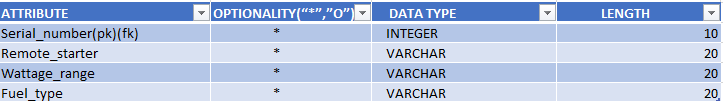 ATTRIBUTE OPTIONALITY("*","O") DATA TYPE LENGTH
Serial_number(pk)(fk) * INTEGER 10
Remote_starter * VARCHAR 20
Wattage_range * VARCHAR 20
Fuel_type * VARCHAR 20